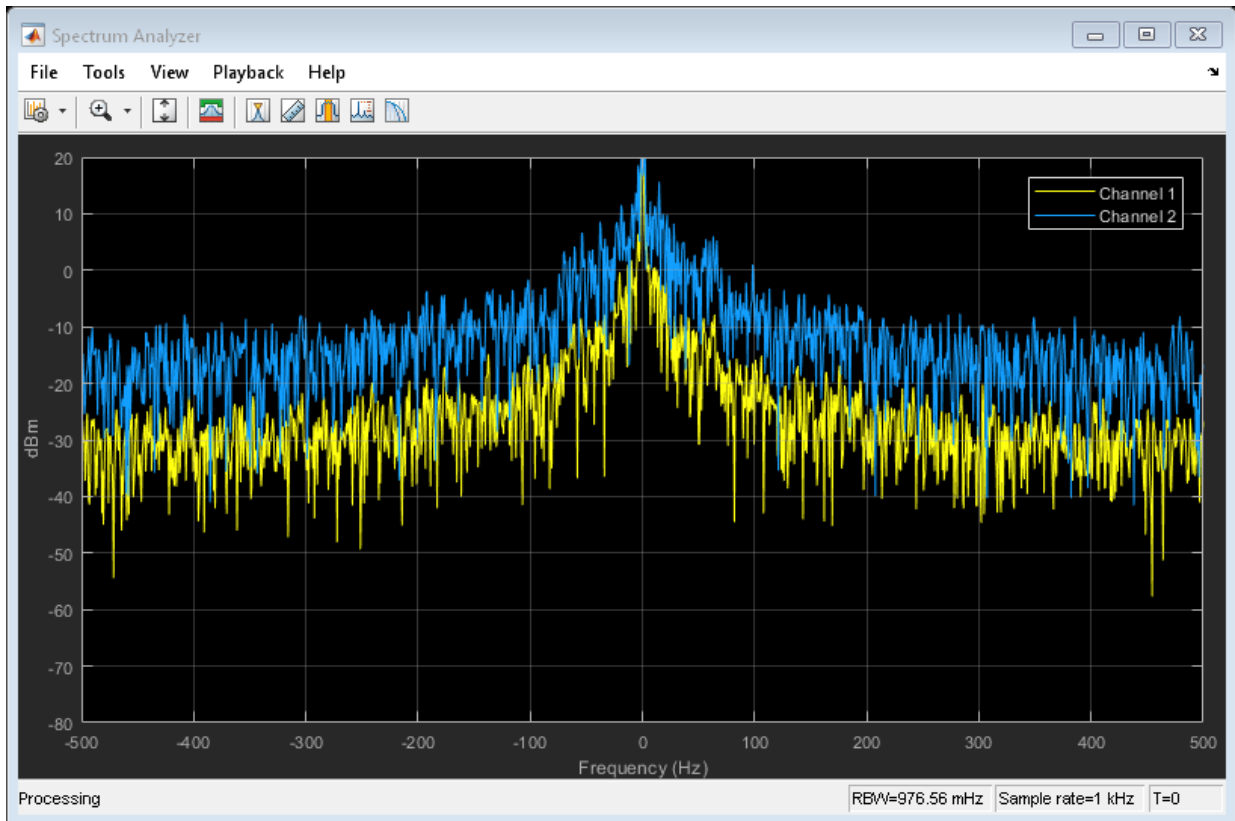 Spectrum Analyzer
File Tools View Playback Help
20
10
0
-10
-20
-30
-40
-50
-60
-70
-80
dBm
Channel 1
Channel 2
-500 -400 -300 -200 -100 0 100 200 300 400 500
Frequency (Hz)
Processing RBW=976.56 mHz Sample rate=1 kHz T=0